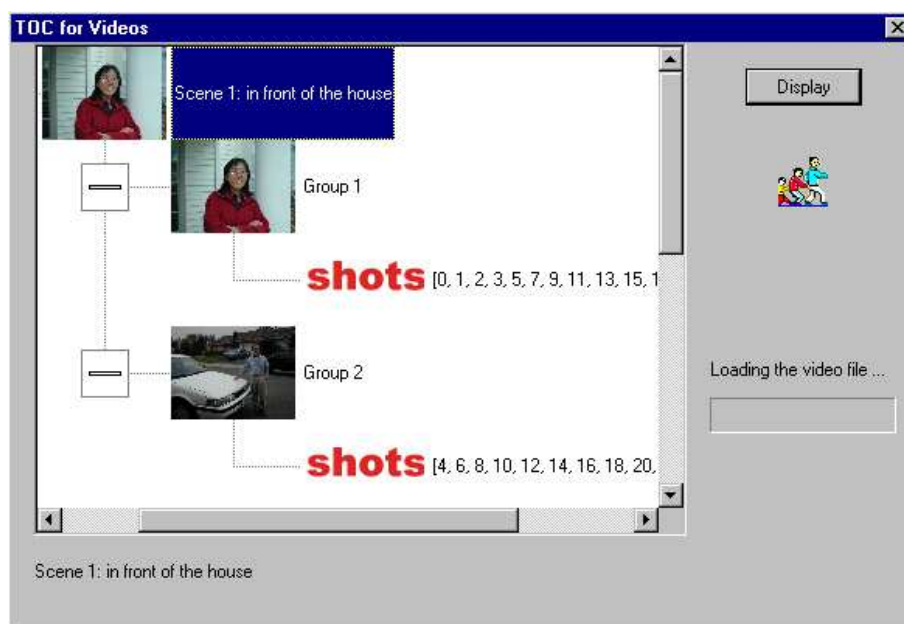 TOC for Videos
Scene 1: in front of the house
Display
Group 1
shots [0, 1, 2, 3, 5, 7, 9, 11, 13, 15, 1
Group 2
Loading the video file ...
shots [4, 6, 8, 10, 12, 14, 16, 18, 20,
Scene 1: in front of the house